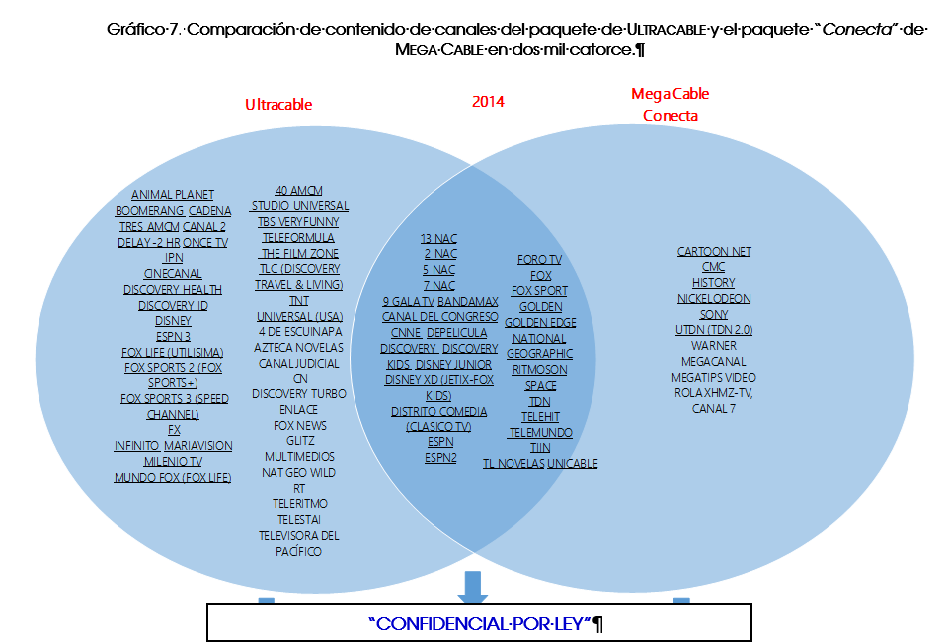 Gráfico·7.·Comparación·de·contenido·de·canales·del·paquete·de·ULTRACABLE·y·el·paquete·"Conecta"·de·
MEGA·CABLE·en·dos·mil·catorce.¶
Ultracable
2014
MegaCable
Conecta
ANIMAL PLANET
BOOMERANG CADENA
TRES AMCM CANAL 2
DELAY -2 HR ONCE TV
IPN
CINECANAL
DISCOVERY HEALTH
DISCOVERY ID
DISNEY
ESPN 3
FOX LIFE (UTILISIMA)
FOX SPORTS 2 (FOX
SPORTS+)
FOX SPORTS 3 (SPEED
CHANNEL)
FX
INFINITO MARIAVISION
MILENIO TV
MUNDO FOX (FOX LIFE)
40 AMCM
STUDIO UNIVERSAL
TBS VERYFUNNY
TELEFORMULA
THE FILM ZONE
TLC (DISCOVERY
TRAVEL & LIVING)
TNT
UNIVERSAL (USA)
4 DE ESCUINAPA
AZTECA NOVELAS
CANAL JUDICIAL
CN
DISCOVERY TURBO
ENLACE
FOX NEWS
GLITZ
MULTIMEDIOS
NAT GEO WILD
RT
TELERITMO
TELESTAI
TELEVISORA DEL
PACÍFICO
13 NAC
2 NAC
5 NAC
7 NAC
9 GALA TV BANDAMAX
CANAL DEL CONGRESO
CNNE DEPELICULA
DISCOVERY DISCOVERY
KIDS DISNEY JUNIOR
DISNEY XD (JETIX-FOX
KIDS)
DISTRITO COMEDIA
(CLASICO TV)
ESPN
ESPN2
FORO TV
FOX
FOX SPORT
GOLDEN
GOLDEN EDGE
NATIONAL
GEOGRAPHIC
RITMOSON
SPACE
TDN
TELEHIT
TELEMUNDO
TIIN
TL NOVELAS UNICABLE
CARTOON NET
CMC
HISTORY
NICKELODEON
SONY
UTDN (TDN 2.0)
WARNER
MEGACANAL
MEGATIPS VIDEO
ROLA XHMZ-TV,
CANAL 7
"CONFIDENCIAL·POR·LEY"¶